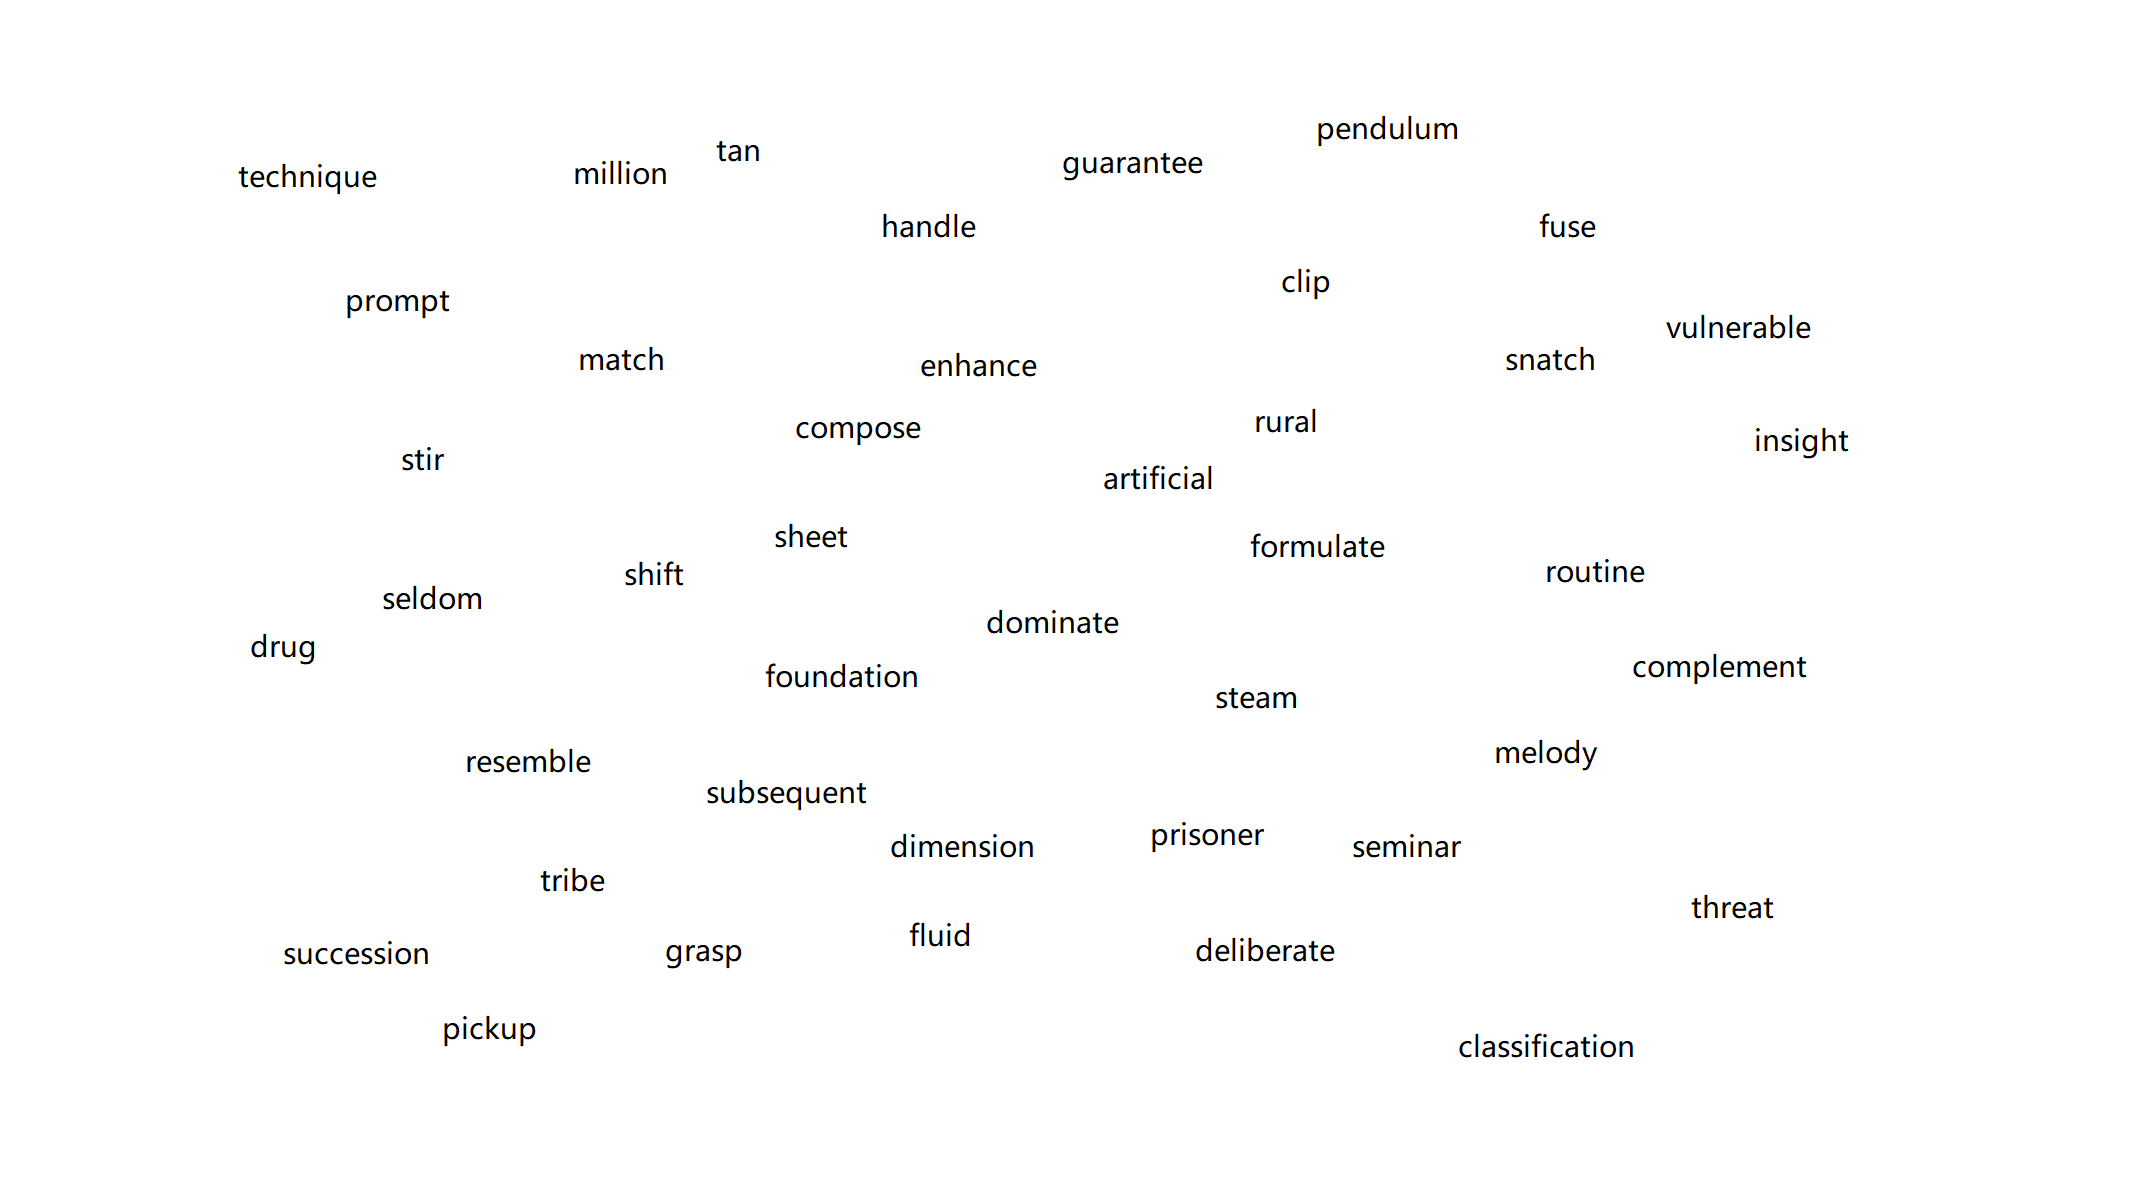 pendulum
tan
guarantee
million
technique
handle
fuse
clip
prompt
vulnerable
match
snatch
enhance
rural
compose
insight
stir
artificial
sheet
formulate
routine
shift
seldom
dominate
drug
complement
foundation
steam
melody
resemble
subsequent
prisoner
dimension
seminar
tribe
threat
fluid
grasp
deliberate
succession
pickup
classification